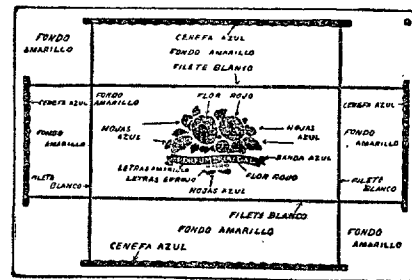 FONDO
AMARILLO
CENEFA AZUL
FONDO AMARILLO
FILETE BLANCO
CENEFA AZUL
FONDO
AMARILLO
FLOR ROJO
CENEFA AZUL
HOJAS
AZUL
HOJAS
AZUL
FONDO
AMARILLO
FONDO
AMARILLO
BANDA AZUL
LETRAS AMARILLO
LETRAS
FLOR ROJO
HOJAS AZUL
FILETE
BLANCO
FILETE
BLANCO
FILETE BLANCO
FONDO AMARILLO
CENEFA AZUL
FONDO
AMARILLO